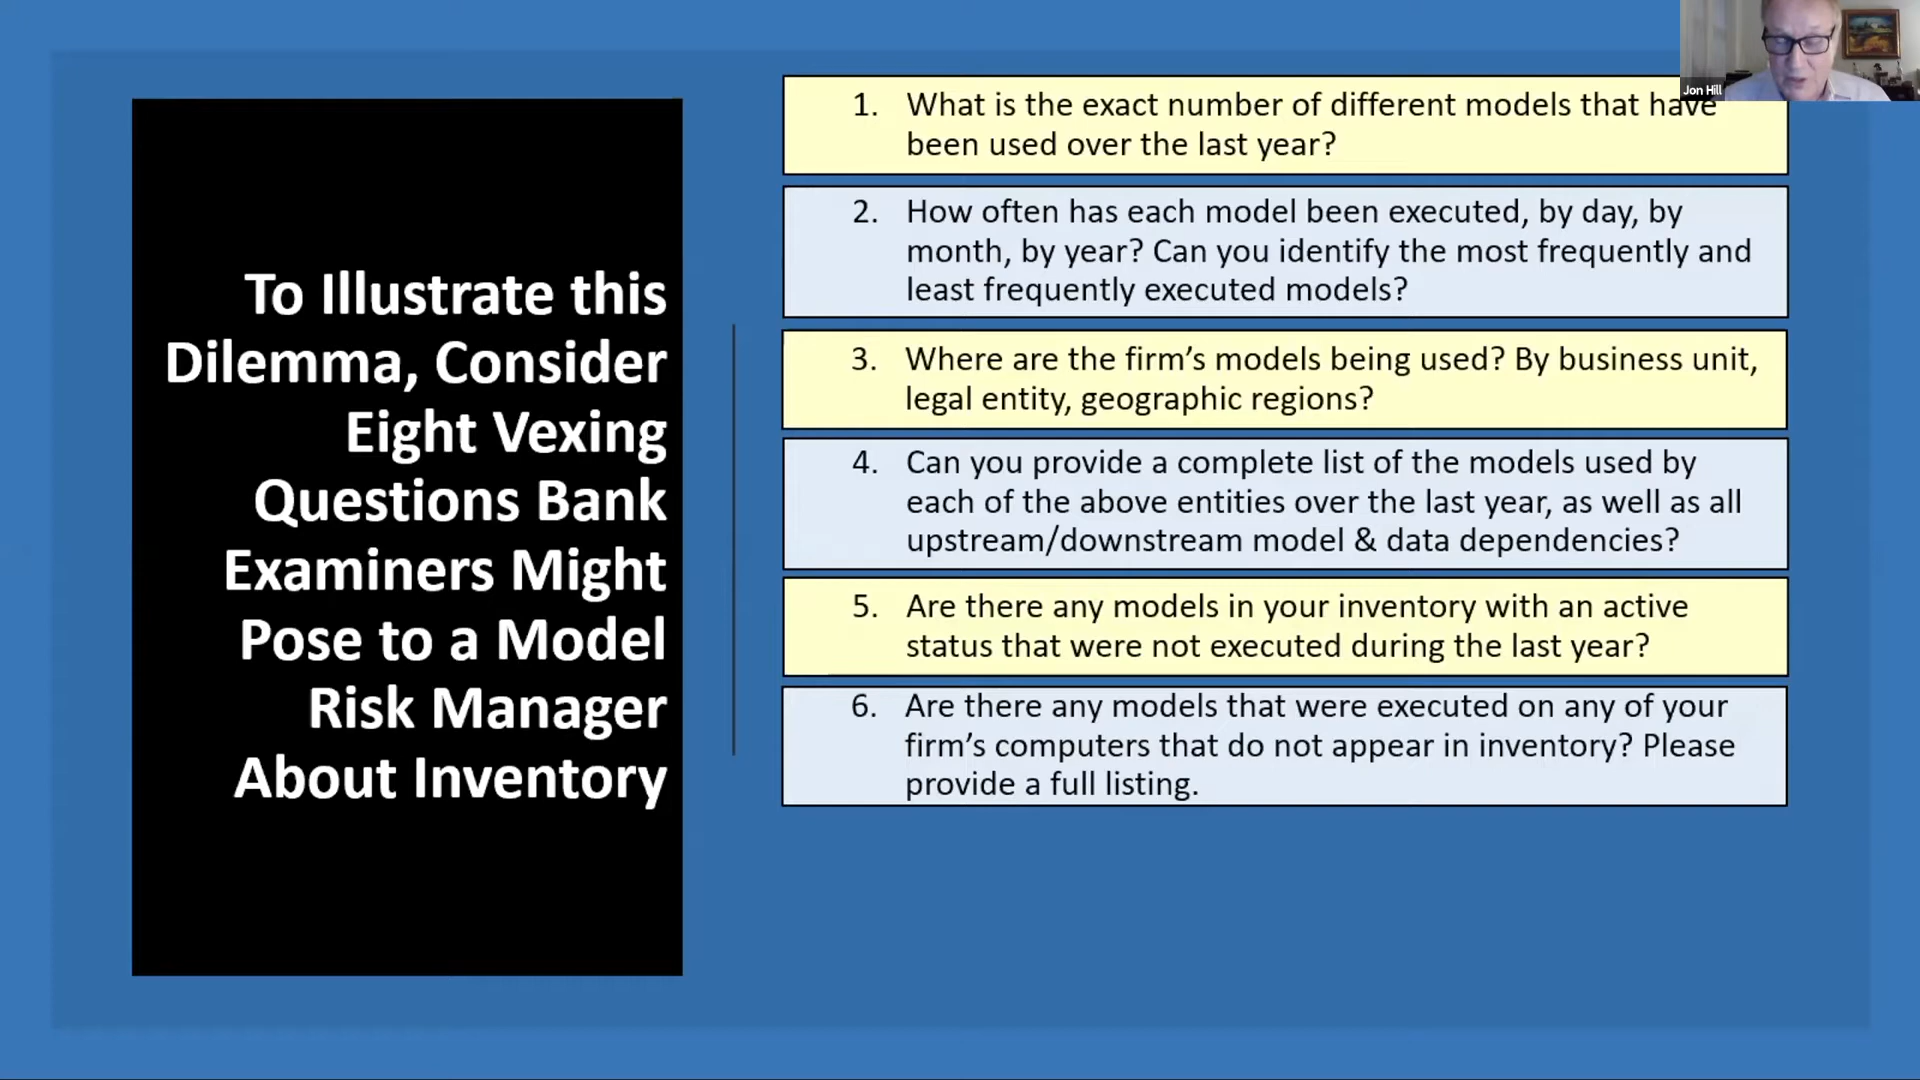 To Illustrate this
Dilemma, Consider
Eight Vexing
Questions Bank
Examiners Might
Pose to a Model
Risk Manager
About Inventory
1. What is the exact number of different models that have
been used over the last year?
2. How often has each model been executed, by day, by
month, by year? Can you identify the most frequently and
least frequently executed models?
3. Where are the firm’s models being used? By business unit,
legal entity, geographic regions?
4. Can you provide a complete list of the models used by
each of the above entities over the last year, as well as all
upstream/downstream model & data dependencies?
5. Are there any models in your inventory with an active
status that were not executed during the last year?
6. Are there any models that were executed on any of your
firm’s computers that do not appear in inventory? Please
provide a full listing.
Jon Hill